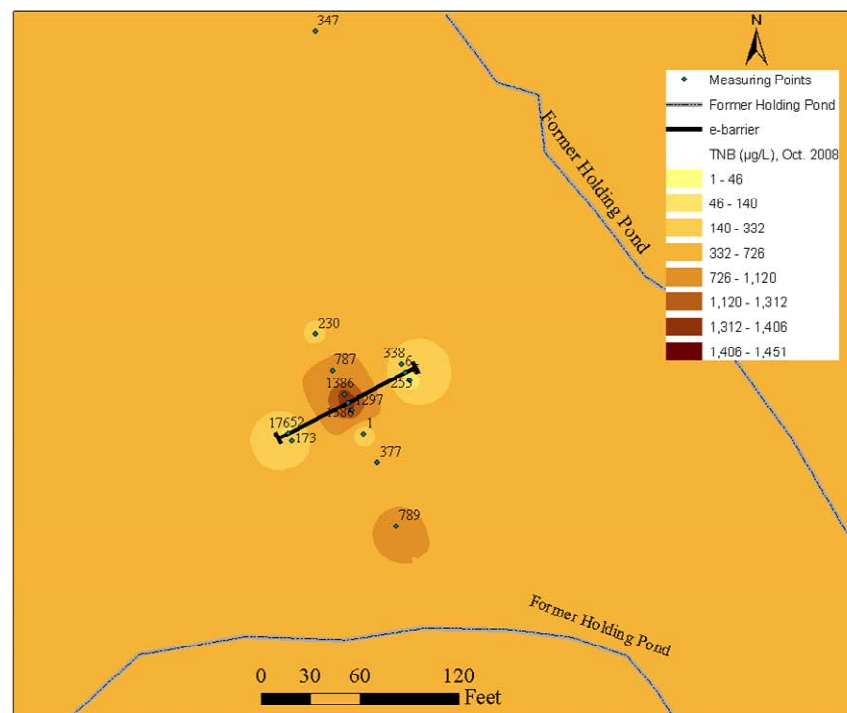 347
N
Measuring Points
Former Holding Pond
e-barrier
TNB (µg/L), Oct. 2008
1 - 46
46 - 140
140 - 332
332 - 726
726 - 1,120
1,120 - 1,312
1,312 - 1,406
1,406 - 1,451
Former Holding Pond
230
338
6
787
255
1386
1297
1386
17652
173
1
377
789
Former Holding Pond
0 30 60 120
Feet